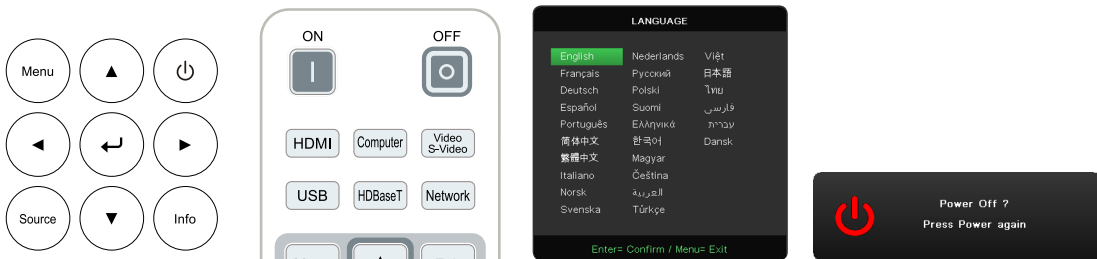 Menu
Source
Info
ON
OFF
HDMI
Computer
Video
S-Video
USB
HDBaseT
Network
LANGUAGE
English
Français
Deutsch
Español
Português
简体中文
繁體中文
Italiano
Norsk
Svenska
Nederlands
Русский
Polski
Suomi
Ελληνικά
한국어
Magyar
Čeština
العربية
Türkçe
Việt
日本語
ไทย
فارسی
עברית
Dansk
Enter= Confirm / Menu= Exit
Power Off ?
Press Power again